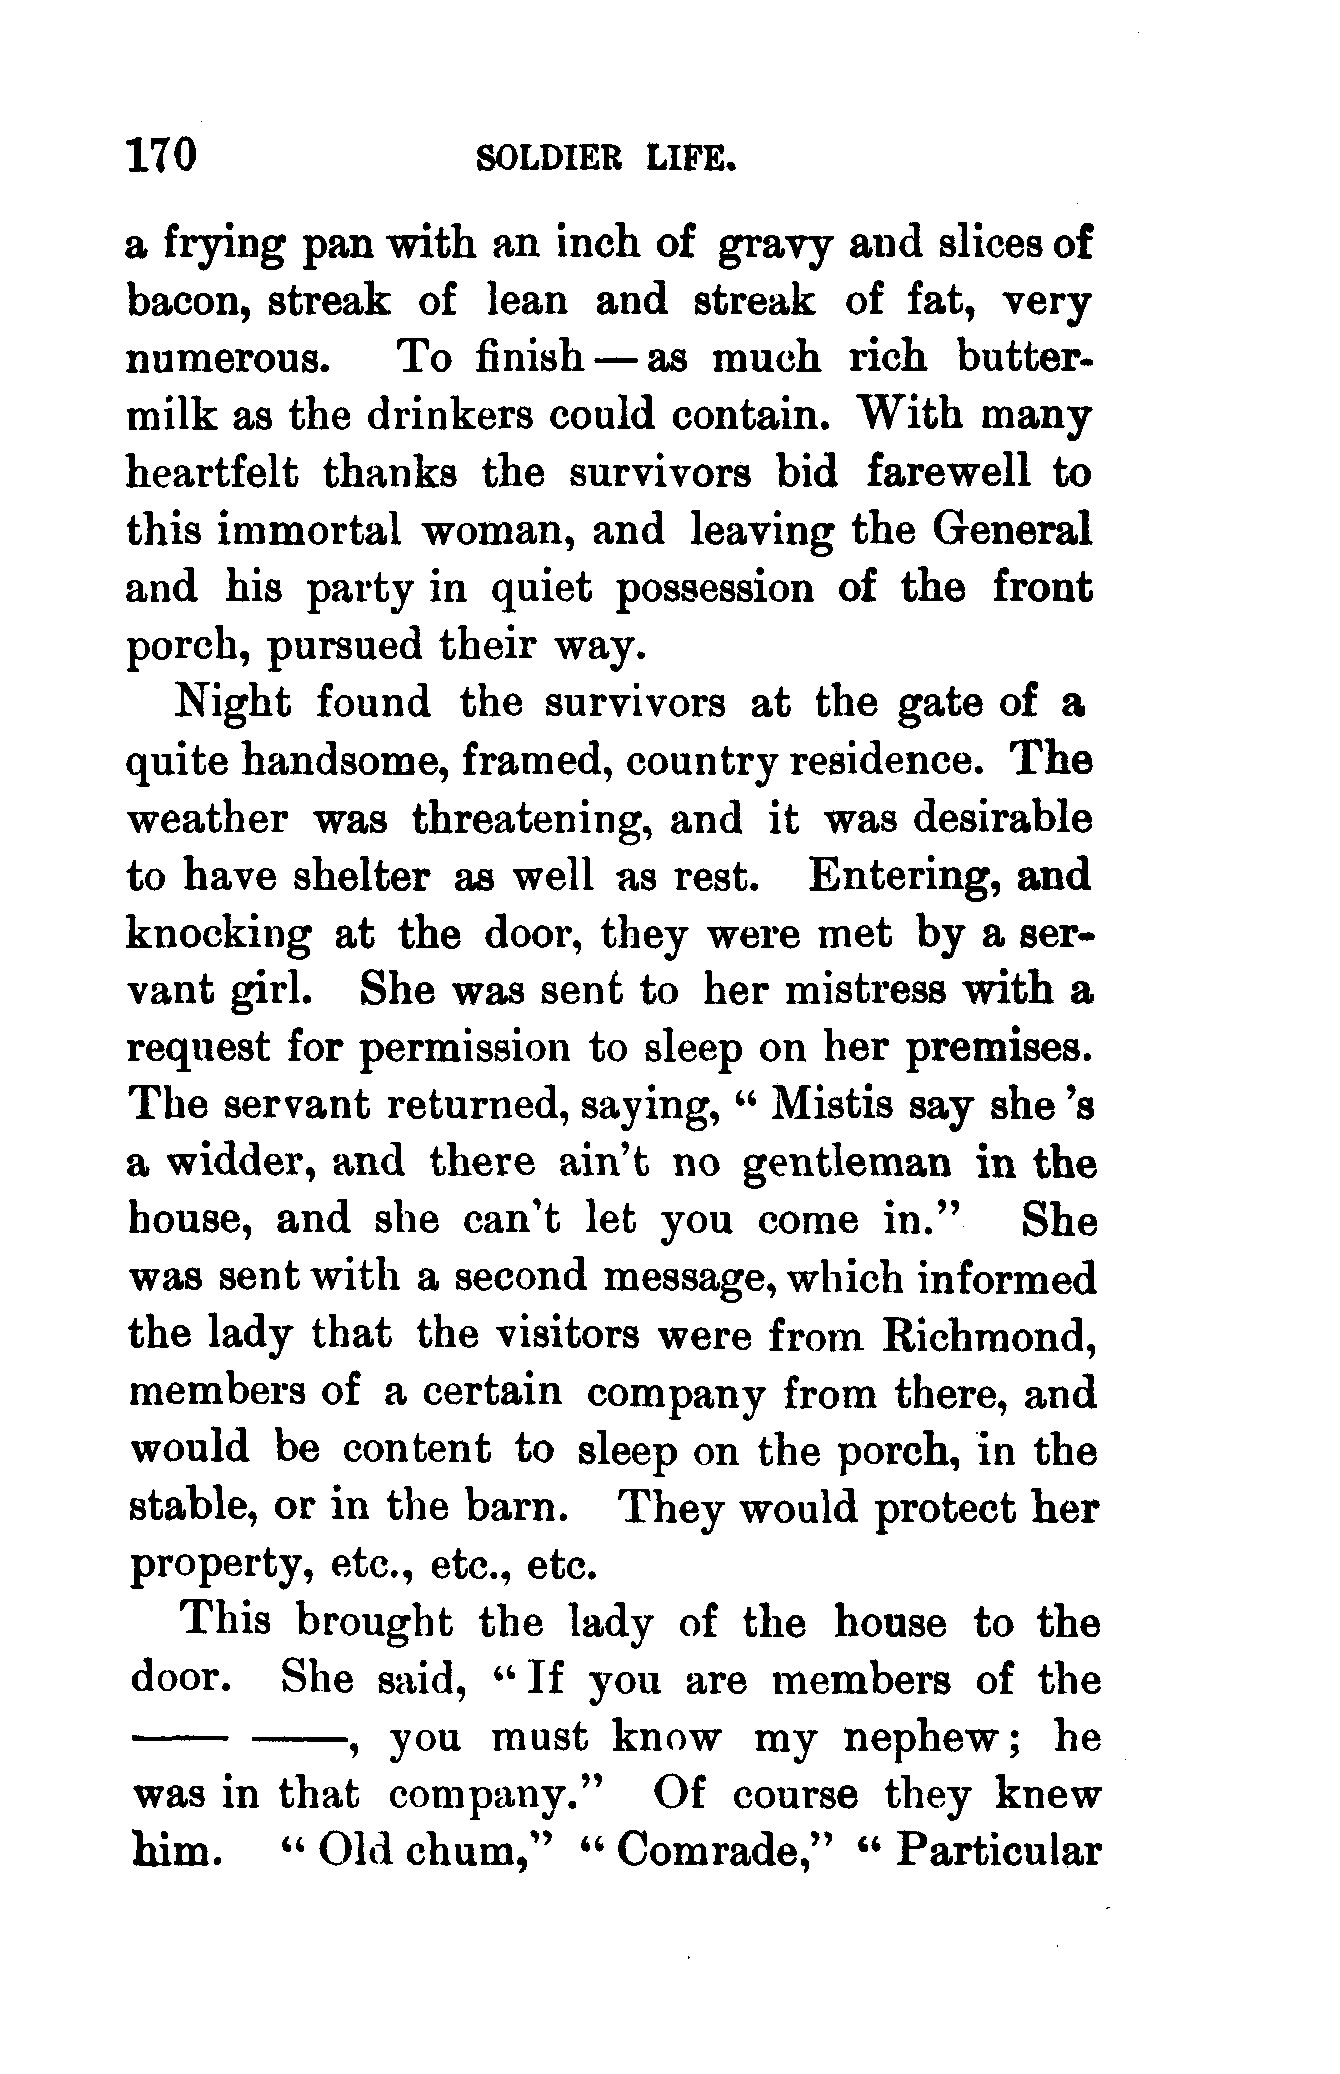 170 SOLDIER LIFE.
a frying pan with an inch of gravy and slices of
bacon, streak of lean and streak of fat, very
numerous. To finish — as much rich butter-
milk as the drinkers could contain. With many
heartfelt thanks the survivors bid farewell to
this immortal woman, and leaving the General
and his party in quiet possession of the front
porch, pursued their way.
Night found the survivors at the gate of a
quite handsome, framed, country residence. The
weather was threatening, and it was desirable
to have shelter as well as rest. Entering, and
knocking at the door, they were met by a ser-
vant girl. She was sent to her mistress with a
request for permission to sleep on her premises.
The servant returned, saying, “ Mistis say she ’s
a widder, and there ain’t no gentleman in the
house, and she can’t let you come in.” She
was sent with a second message, which informed
the lady that the visitors were from Richmond,
members of a certain company from there, and
would be content to sleep on the porch, in the
stable, or in the barn. They would protect her
property, etc., etc., etc.
This brought the lady of the house to the
door. She said, “ If you are members of the
—— ——, you must know my nephew ; he
was in that company.” Of course they knew
him. “ Old chum,” “ Comrade,” “ Particular